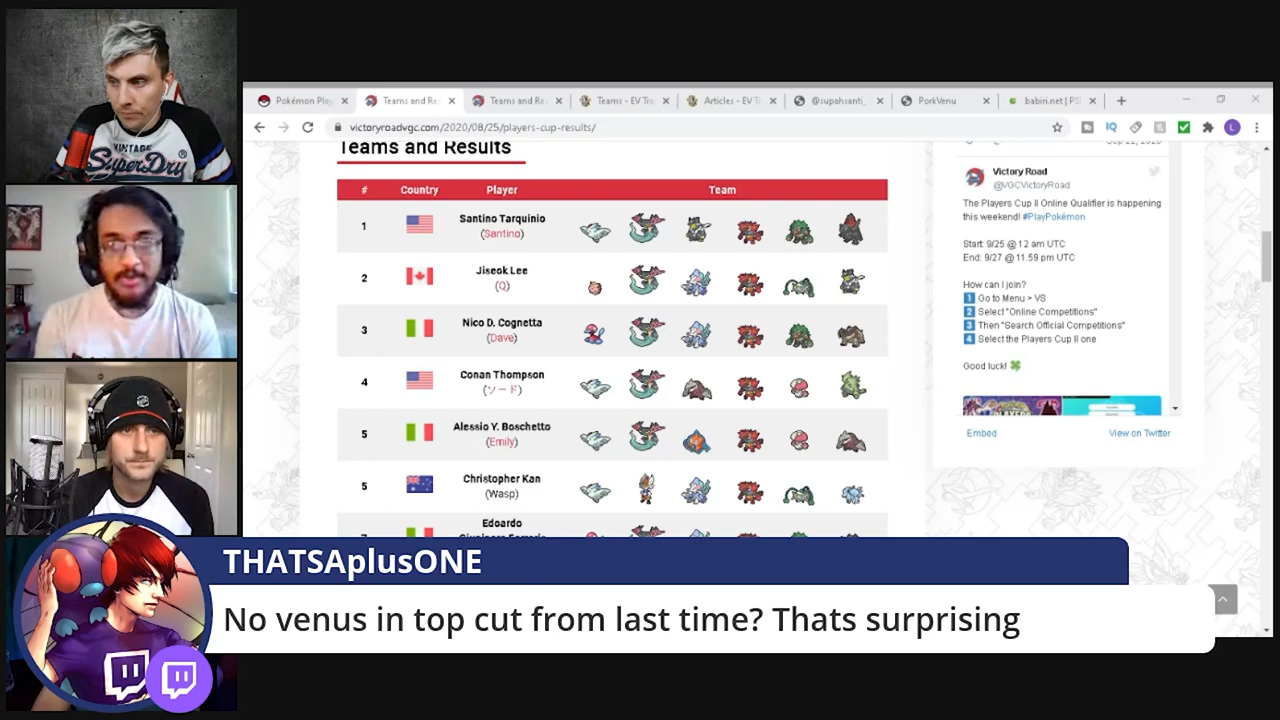 Pokémon Play
Teams and Re
Teams and Re
Teams - EV Tra
Articles - EV Tr
@supahsanti_
PorkVenu
babiri.net | PS
victoryroadvgc.com/2020/08/25/players-cup-results/
Teams and Results
# Country Player Team
1 Santino Tarquinio
(Santino)
2 Jiseok Lee
(Q)
3 Nico D. Cognetta
(Dave)
4 Conan Thompson
(ソード)
5 Alessio Y. Boschetto
(Emily)
5 Christopher Kan
(Wasp)
Edoardo
Sep 22, 2020
Victory Road
@VGCVictoryRoad
The Players Cup II Online Qualifier is happening
this weekend! #PlayPokémon
Start: 9/25 @ 12 am UTC
End: 9/27 @ 11.59 pm UTC
How can I join?
1 Go to Menu > VS
2 Select "Online Competitions"
3 Then "Search Official Competitions"
4 Select the Players Cup II one
Good luck!
Embed
View on Twitter
VINTAGE
SuperDry
THATSAplusONE
No venus in top cut from last time? Thats surprising